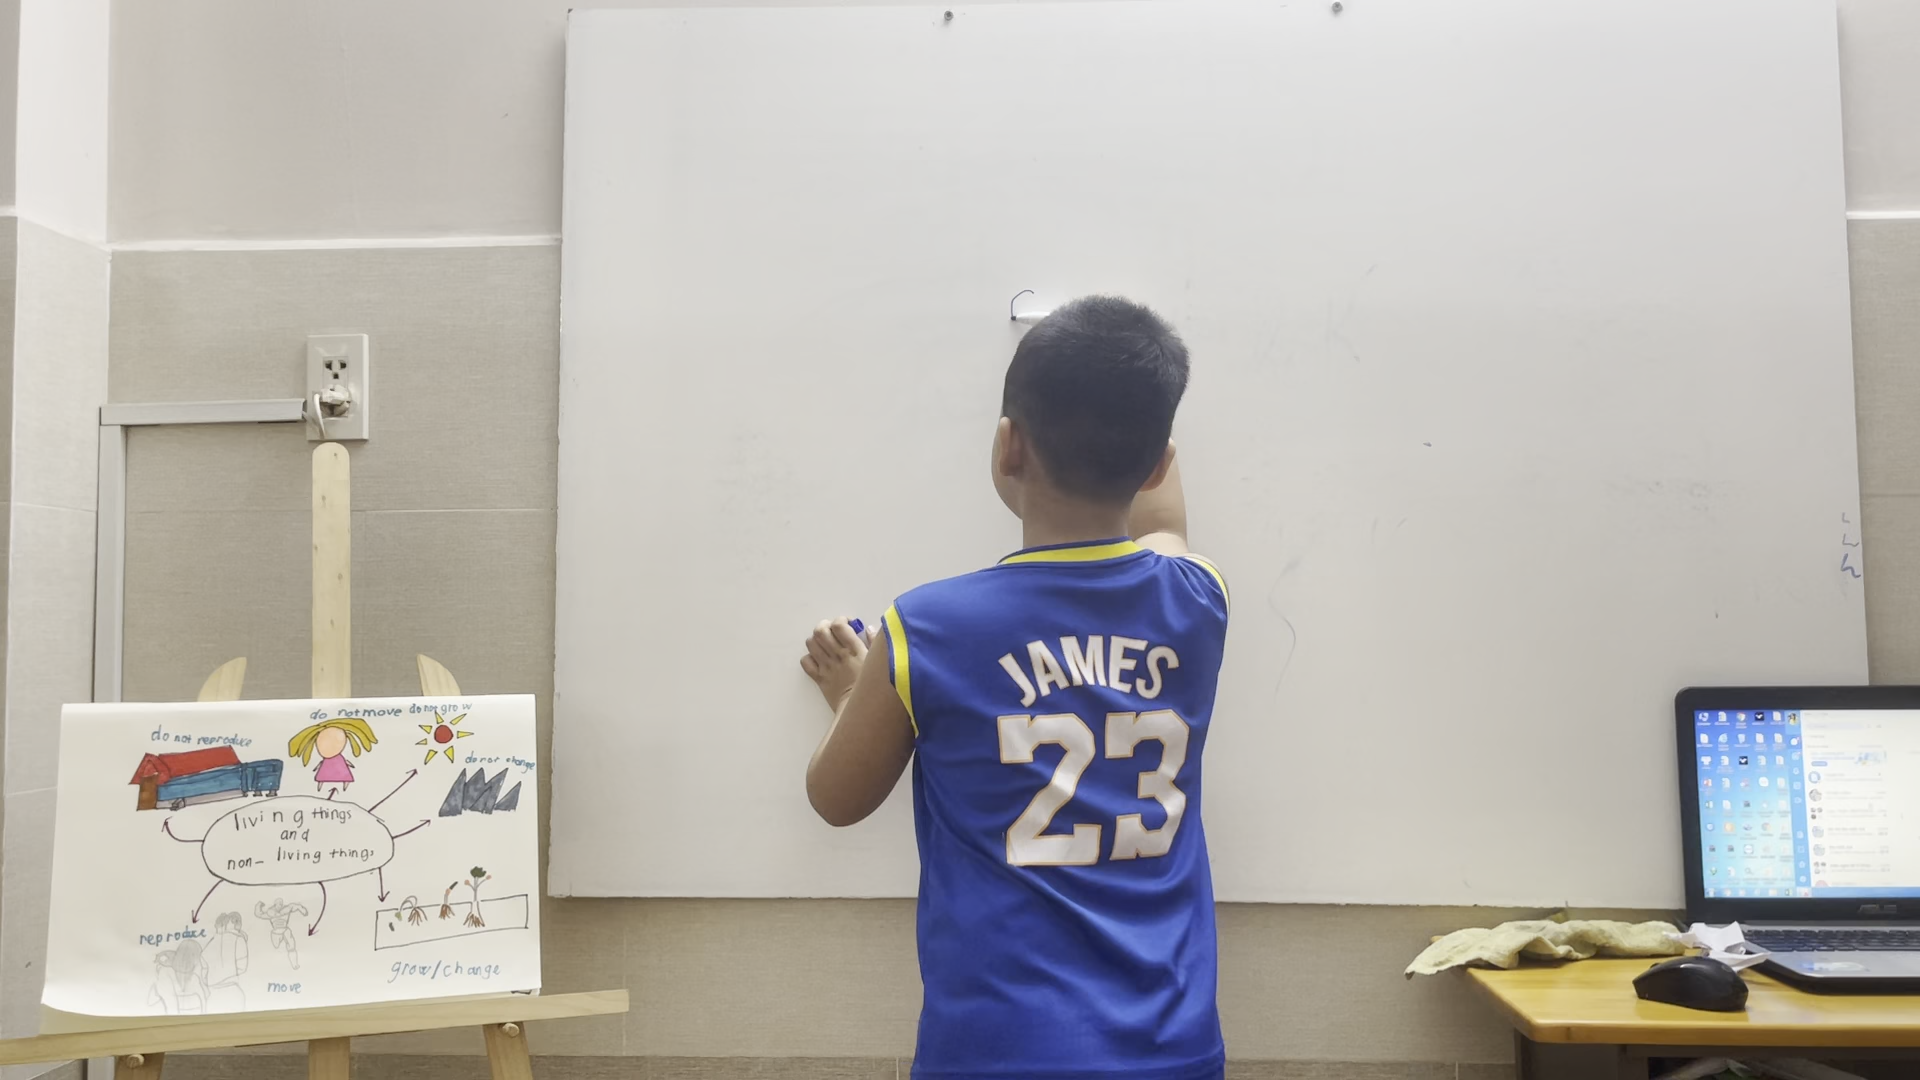 do not move do not grow
do not reproduce
do not change
living things
and
non- living things
reproduce
grow/change
move
JAMES
23
ASUS